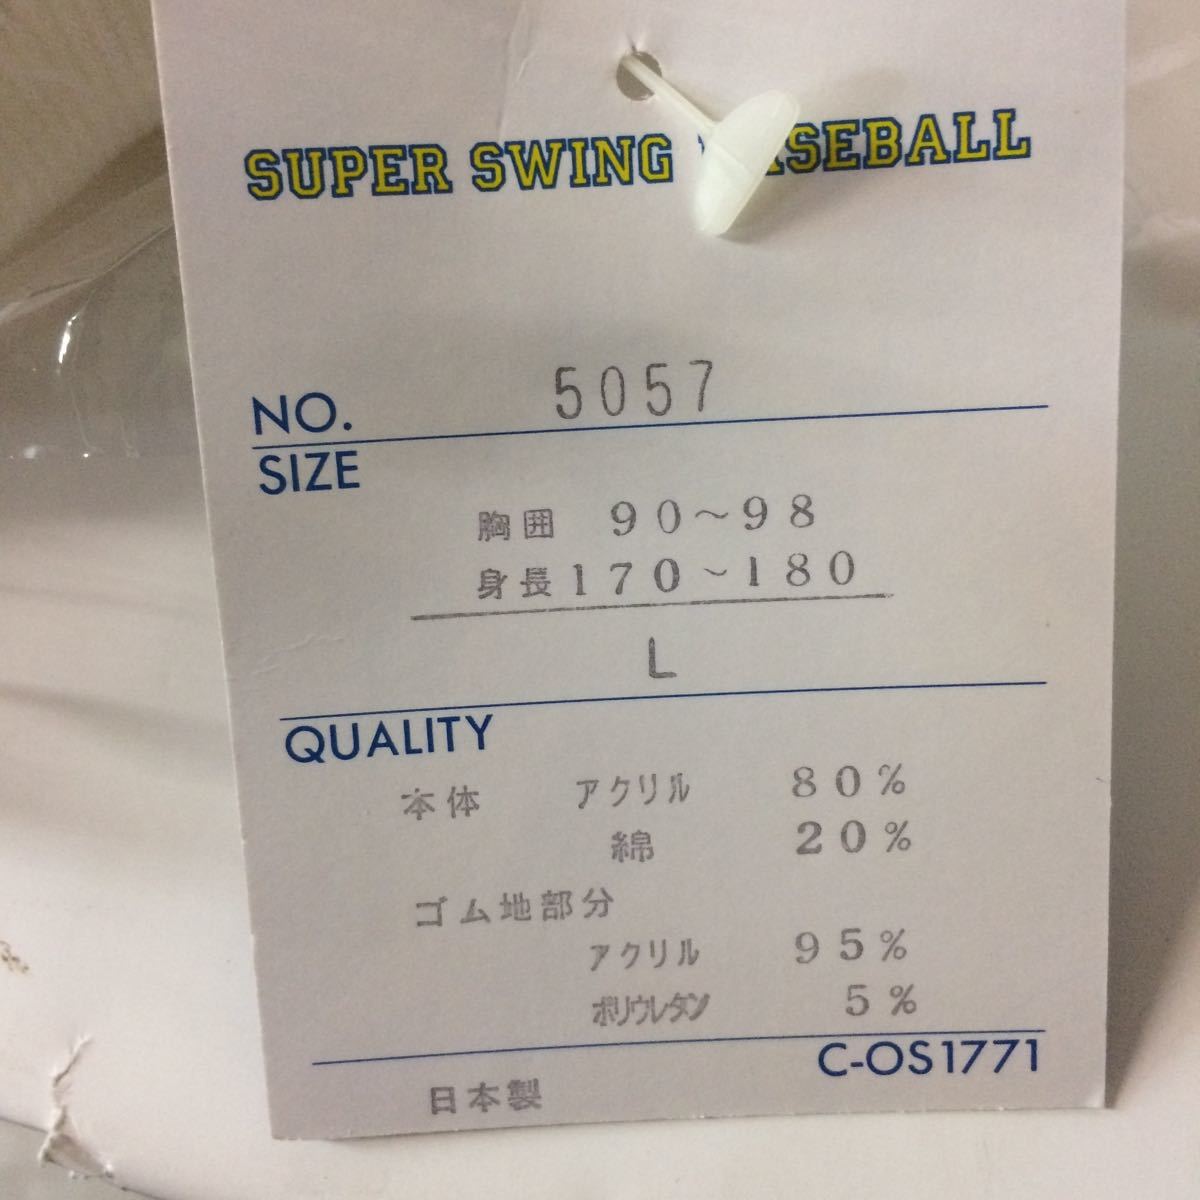 SUPER SWING BASEBALL
NO. 5057
SIZE
胸囲 90~98
身長170~180
L
QUALITY
本体 アクリル 80%
綿 20%
ゴム地部分
アクリル 95%
ポリウレタン 5%
C-OS1771
日本製